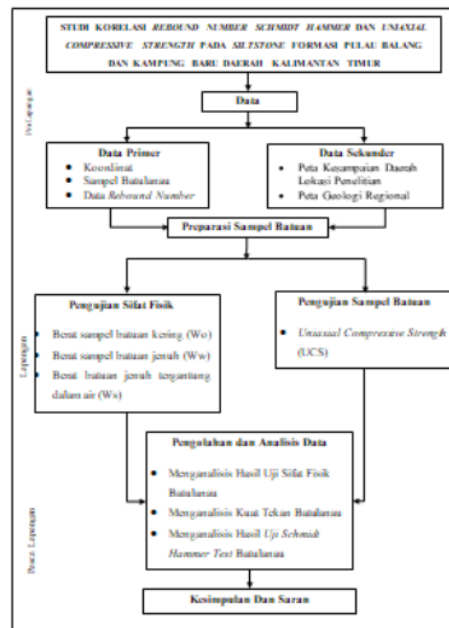 STUDI KORELASI REBOUND NUMBER SCHMIDT HAMMER DAN UNIAXIAL
COMPRESSIVE STRENGTH PADA SILTSTONE FORMASI PULAU BALANG
DAN KAMPUNG BARU DAERAH KALIMANTAN TIMUR
Pra Lapangan
Data
Data Primer
● Koordinat
● Sampel Batulanau
● Data Rebound Number
Data Sekunder
• Peta Kesampaian Daerah
Lokasi Penelitian
• Peta Geologi Regional
Preparasi Sampel Batuan
Lapangan
Pengujian Sifat Fisik
• Berat sampel batuan kering (Wo)
• Berat sampel batuan jenuh (Ww)
• Berat batuan jenuh tergantung
dalam air (Ws)
Pengujian Sampel Batuan
● Uniaxial Compressive Strength
(UCS)
Pasca Lapangan
Pengolahan dan Analisis Data
● Menganalisis Hasil Uji Sifat Fisik
Batulanau
● Menganalisis Kuat Tekan Batulanau
● Menganalisis Hasil Uji Schmidt
Hammer Test Batulanau
Kesimpulan Dan Saran